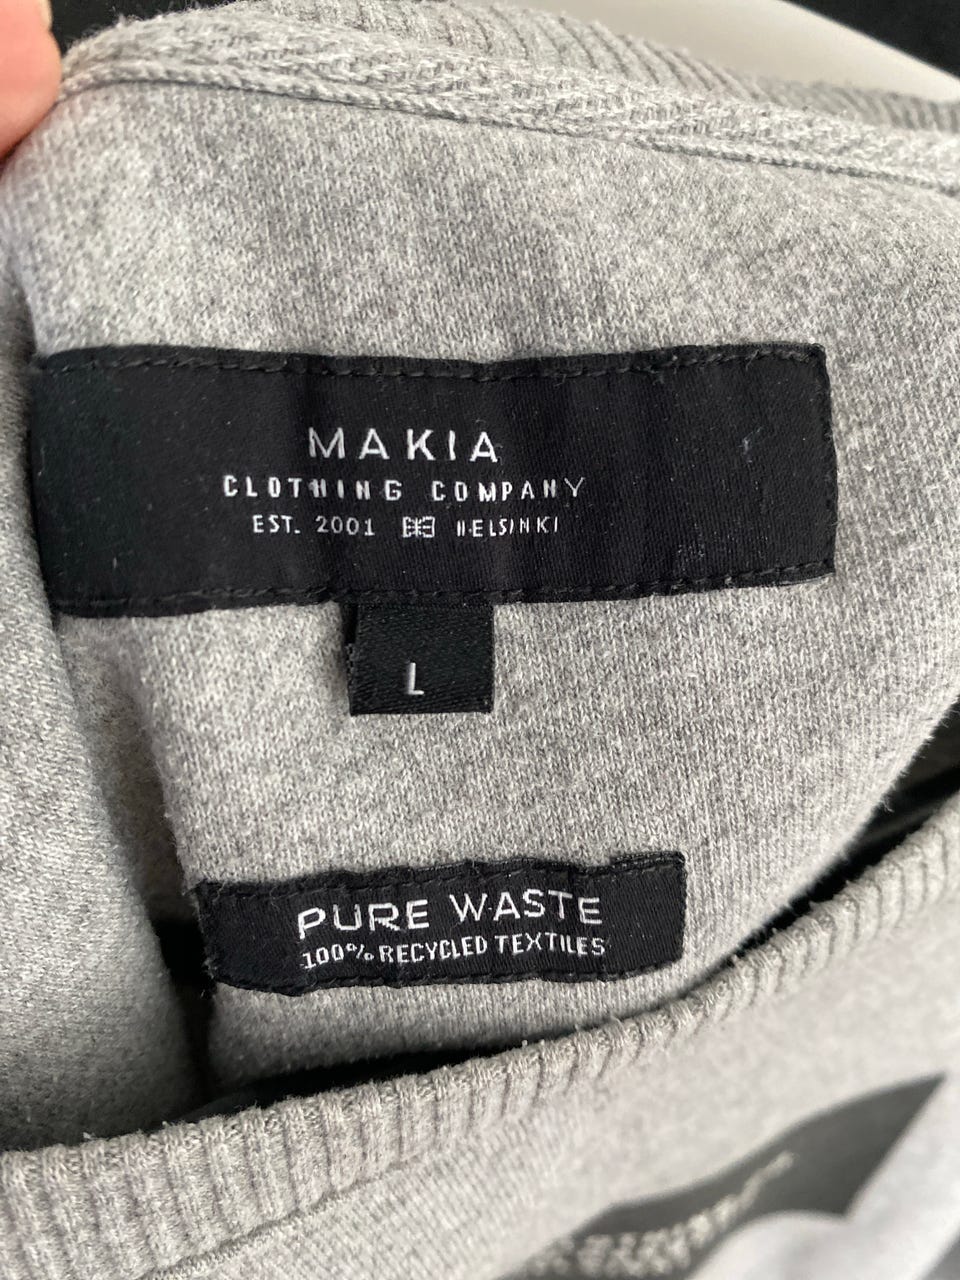 MAKIA
CLOTHING COMPANY
EST. 2001 HELSINKI
L
PURE WASTE
100% RECYCLED TEXTILES